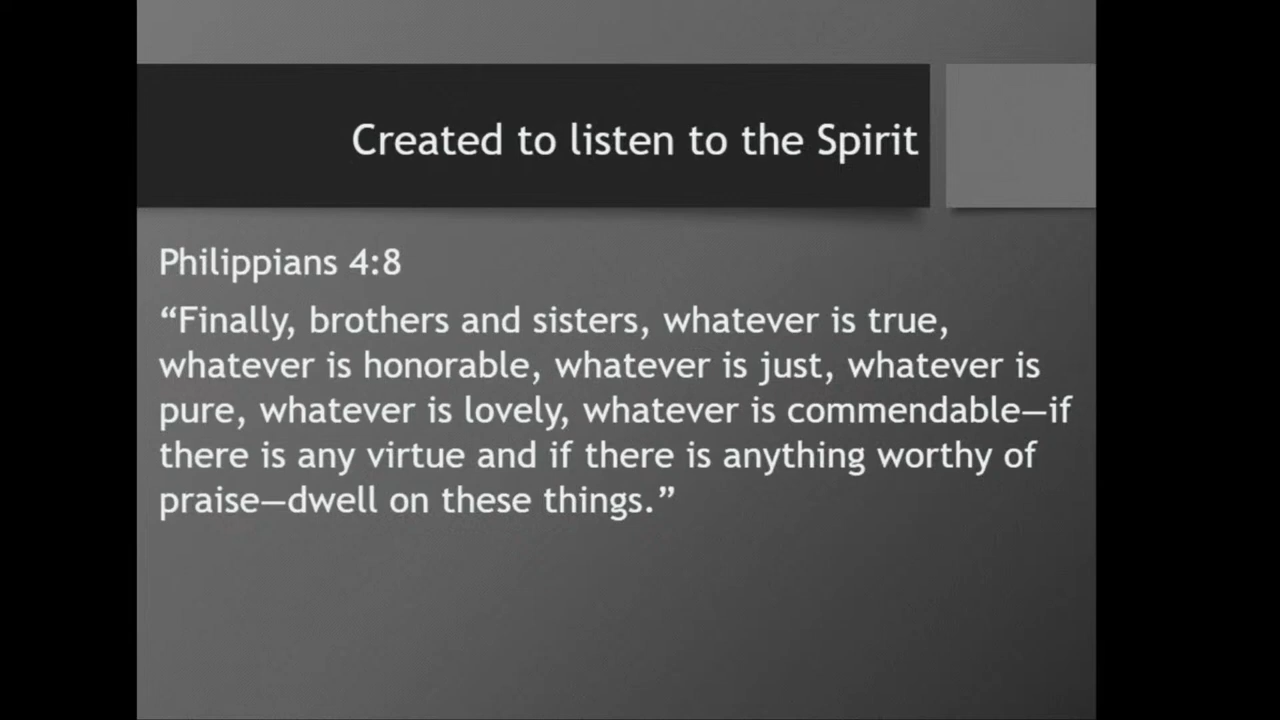 Created to listen to the Spirit
Philippians 4:8
“Finally, brothers and sisters, whatever is true,
whatever is honorable, whatever is just, whatever is
pure, whatever is lovely, whatever is commendable—if
there is any virtue and if there is anything worthy of
praise—dwell on these things.”